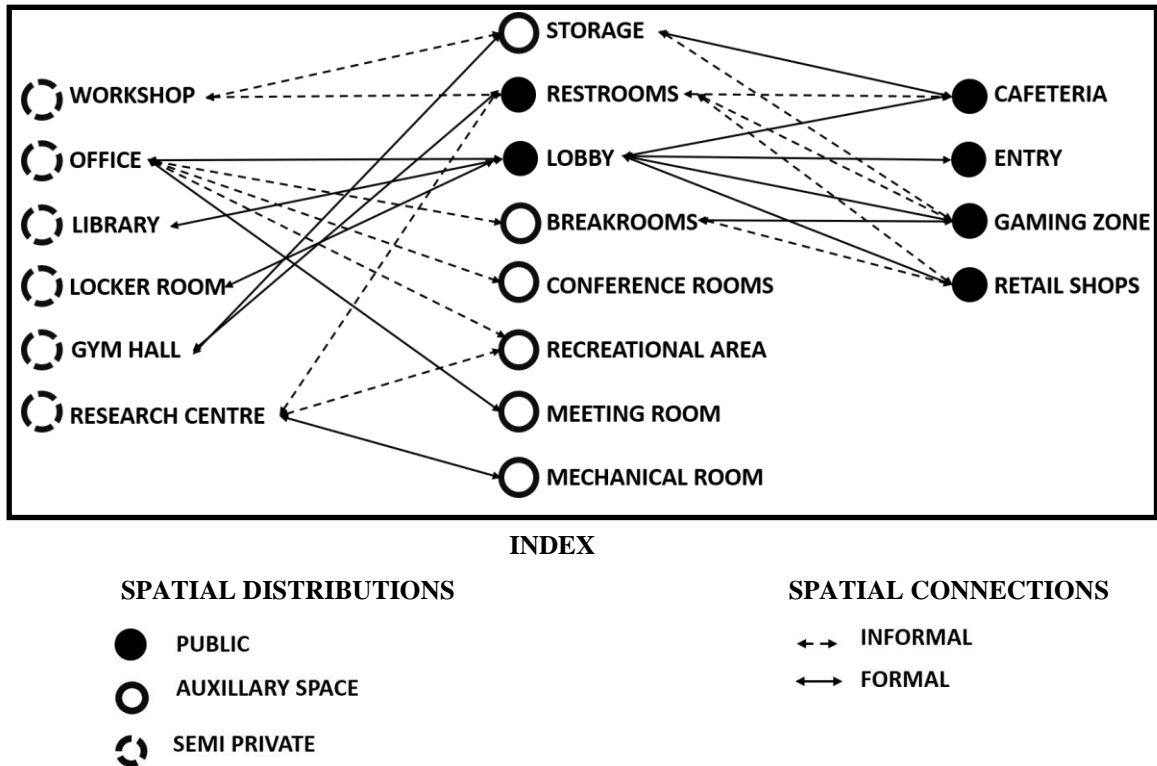 STORAGE
WORKSHOP
RESTROOMS
CAFETERIA
OFFICE
LOBBY
ENTRY
LIBRARY
BREAKROOMS
GAMING ZONE
LOCKER ROOM
CONFERENCE ROOMS
RETAIL SHOPS
GYM HALL
RECREATIONAL AREA
RESEARCH CENTRE
MEETING ROOM
MECHANICAL ROOM
INDEX
SPATIAL DISTRIBUTIONS
SPATIAL CONNECTIONS
PUBLIC
INFORMAL
AUXILLARY SPACE
FORMAL
SEMI PRIVATE